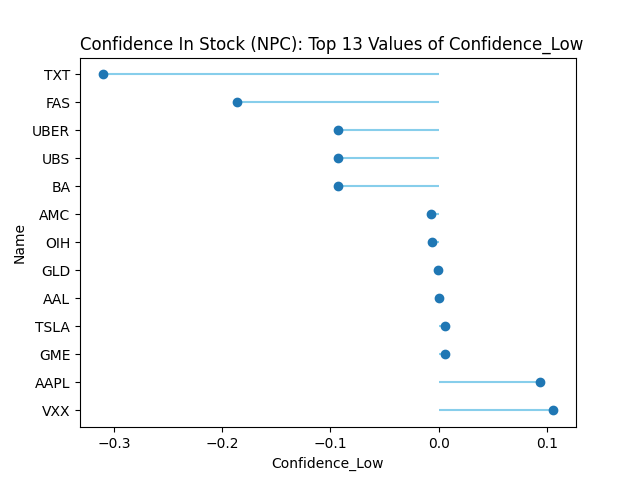 Confidence In Stock (NPC): Top 13 Values of Confidence_Low
TXT
FAS
UBER
UBS
BA
AMC
OIH
GLD
AAL
TSLA
GME
AAPL
VXX
Name
−0.3 −0.2 −0.1 0.0 0.1
Confidence_Low